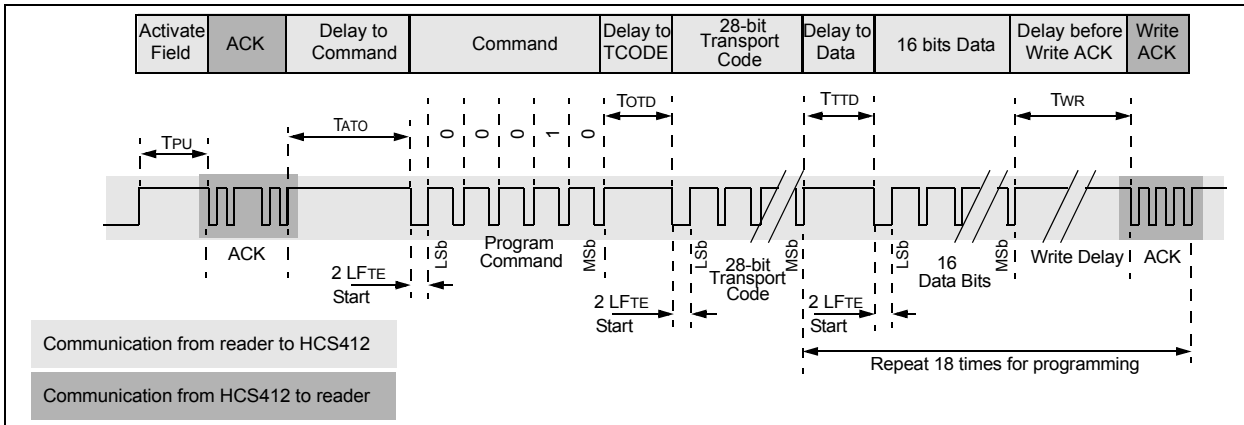 Activate Field
ACK
Delay to Command
Command
Delay to TCODE
28-bit Transport Code
Delay to Data
16 bits Data
Delay before Write ACK
Write ACK
TPU
TATO
0 0 0 1 0
TOTD
TTTD
TWR
ACK
LSb
Program Command
MSb
LSb
28-bit Transport Code
MSb
LSb
16 Data Bits
MSb
Write Delay
ACK
2 LFTE Start
2 LFTE Start
2 LFTE Start
Repeat 18 times for programming
Communication from reader to HCS412
Communication from HCS412 to reader